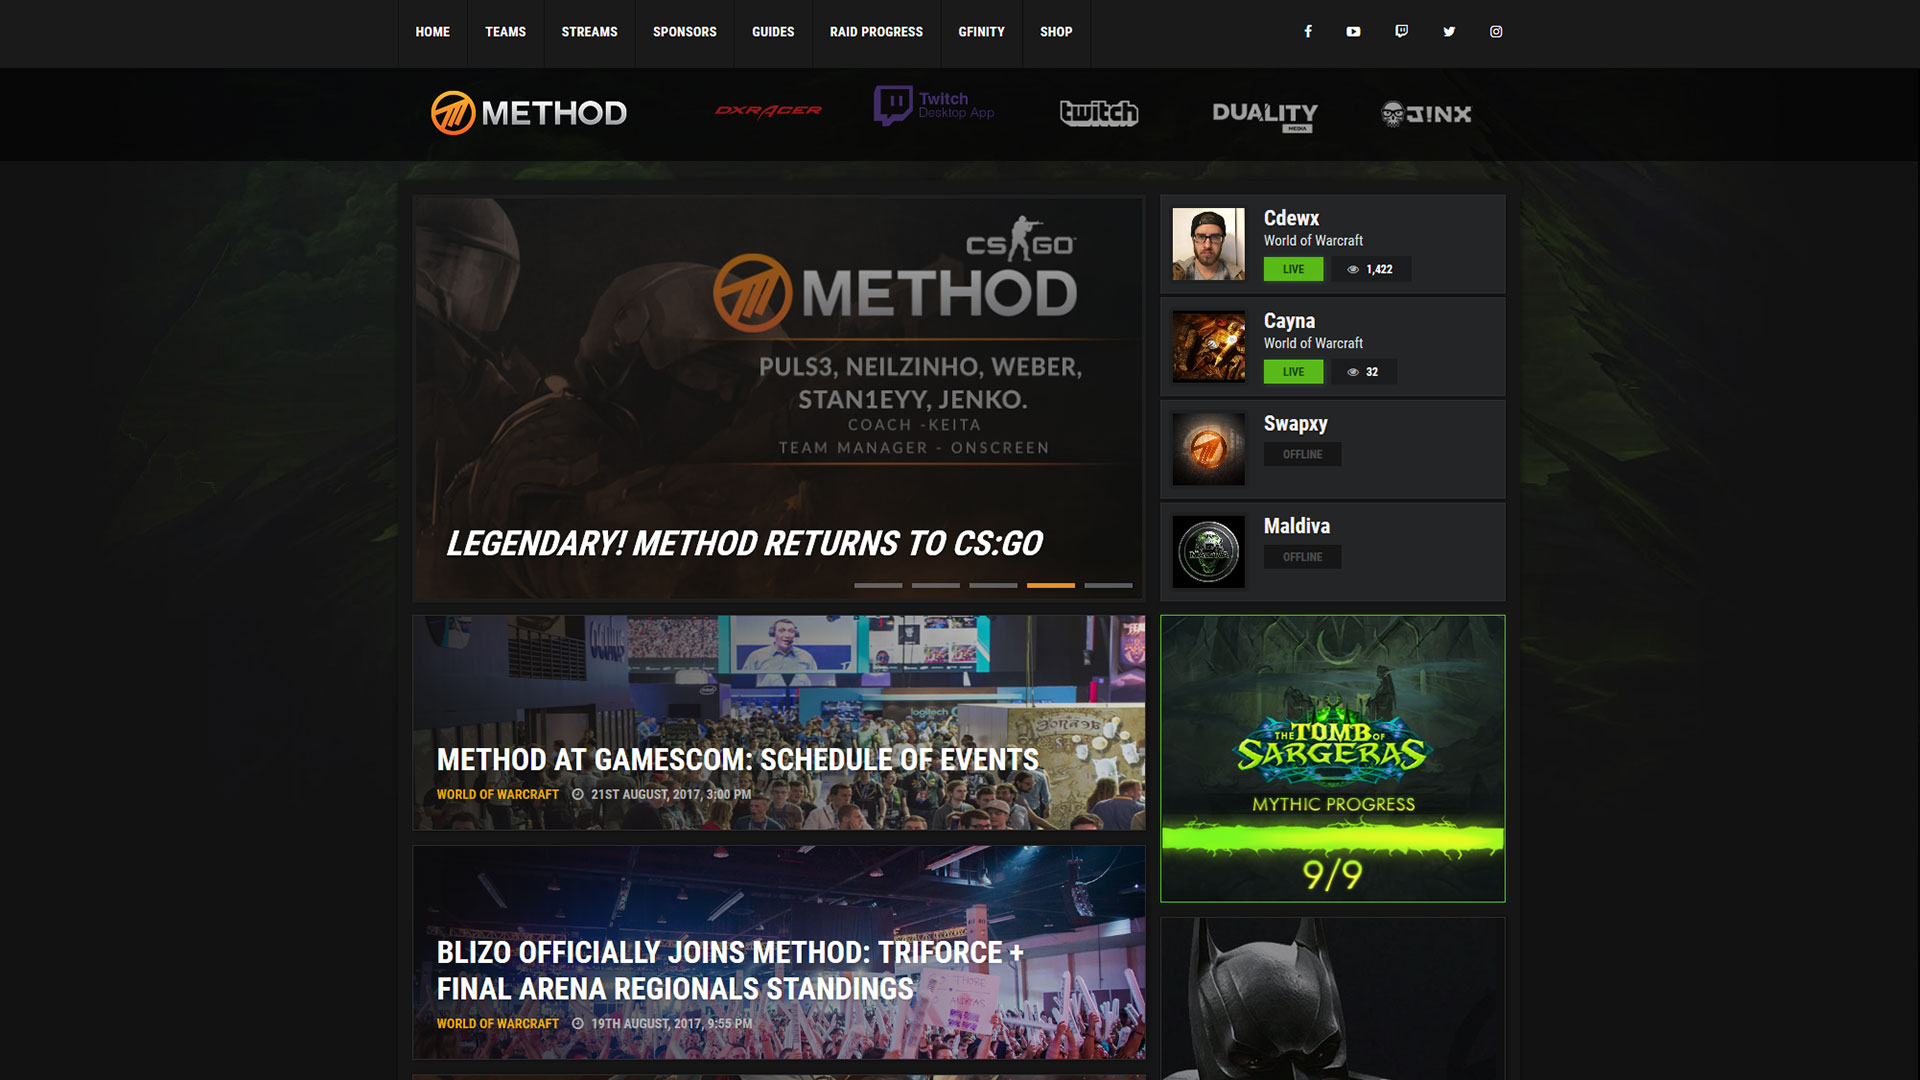 HOME TEAMS STREAMS SPONSORS GUIDES RAID PROGRESS GFINITY SHOP
METHOD
DXRACER
Twitch
Desktop App
twitch
DUALITY
MEDIA
J!NX
CS GO
METHOD
PULS3, NEILZINHO, WEBER,
STAN1EYY, JENKO.
COACH -KEITA
TEAM MANAGER - ONSCREEN
LEGENDARY! METHOD RETURNS TO CS:GO
Cdewx
World of Warcraft
LIVE 1,422
Cayna
World of Warcraft
LIVE 32
Swapxy
OFFLINE
Maldiva
OFFLINE
oculus
intel
logitech
METHOD AT GAMESCOM: SCHEDULE OF EVENTS
WORLD OF WARCRAFT 21ST AUGUST, 2017, 3:00 PM
THE TOMB OF
SARGERAS
MYTHIC PROGRESS
9/9
BLIZO OFFICIALLY JOINS METHOD: TRIFORCE +
FINAL ARENA REGIONALS STANDINGS
WORLD OF WARCRAFT 19TH AUGUST, 2017, 9:55 PM